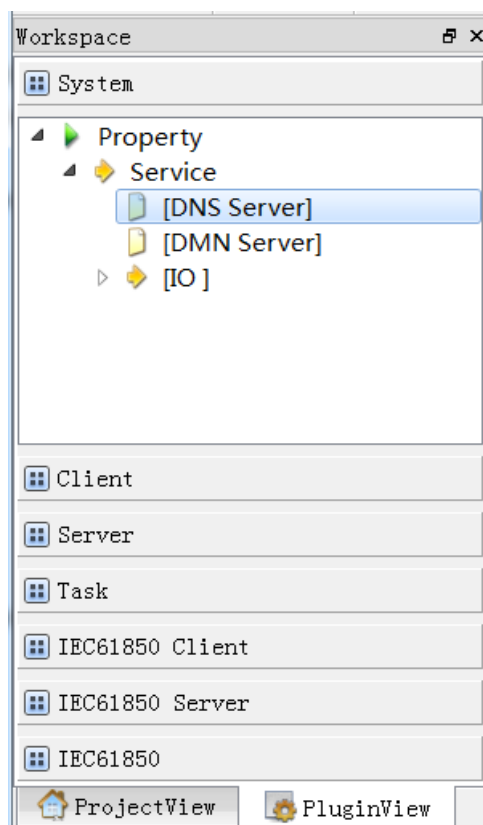 Workspace
System
Property
Service
[DNS Server]
[DMN Server]
[IO ]
Client
Server
Task
IEC61850 Client
IEC61850 Server
IEC61850
ProjectView PluginView